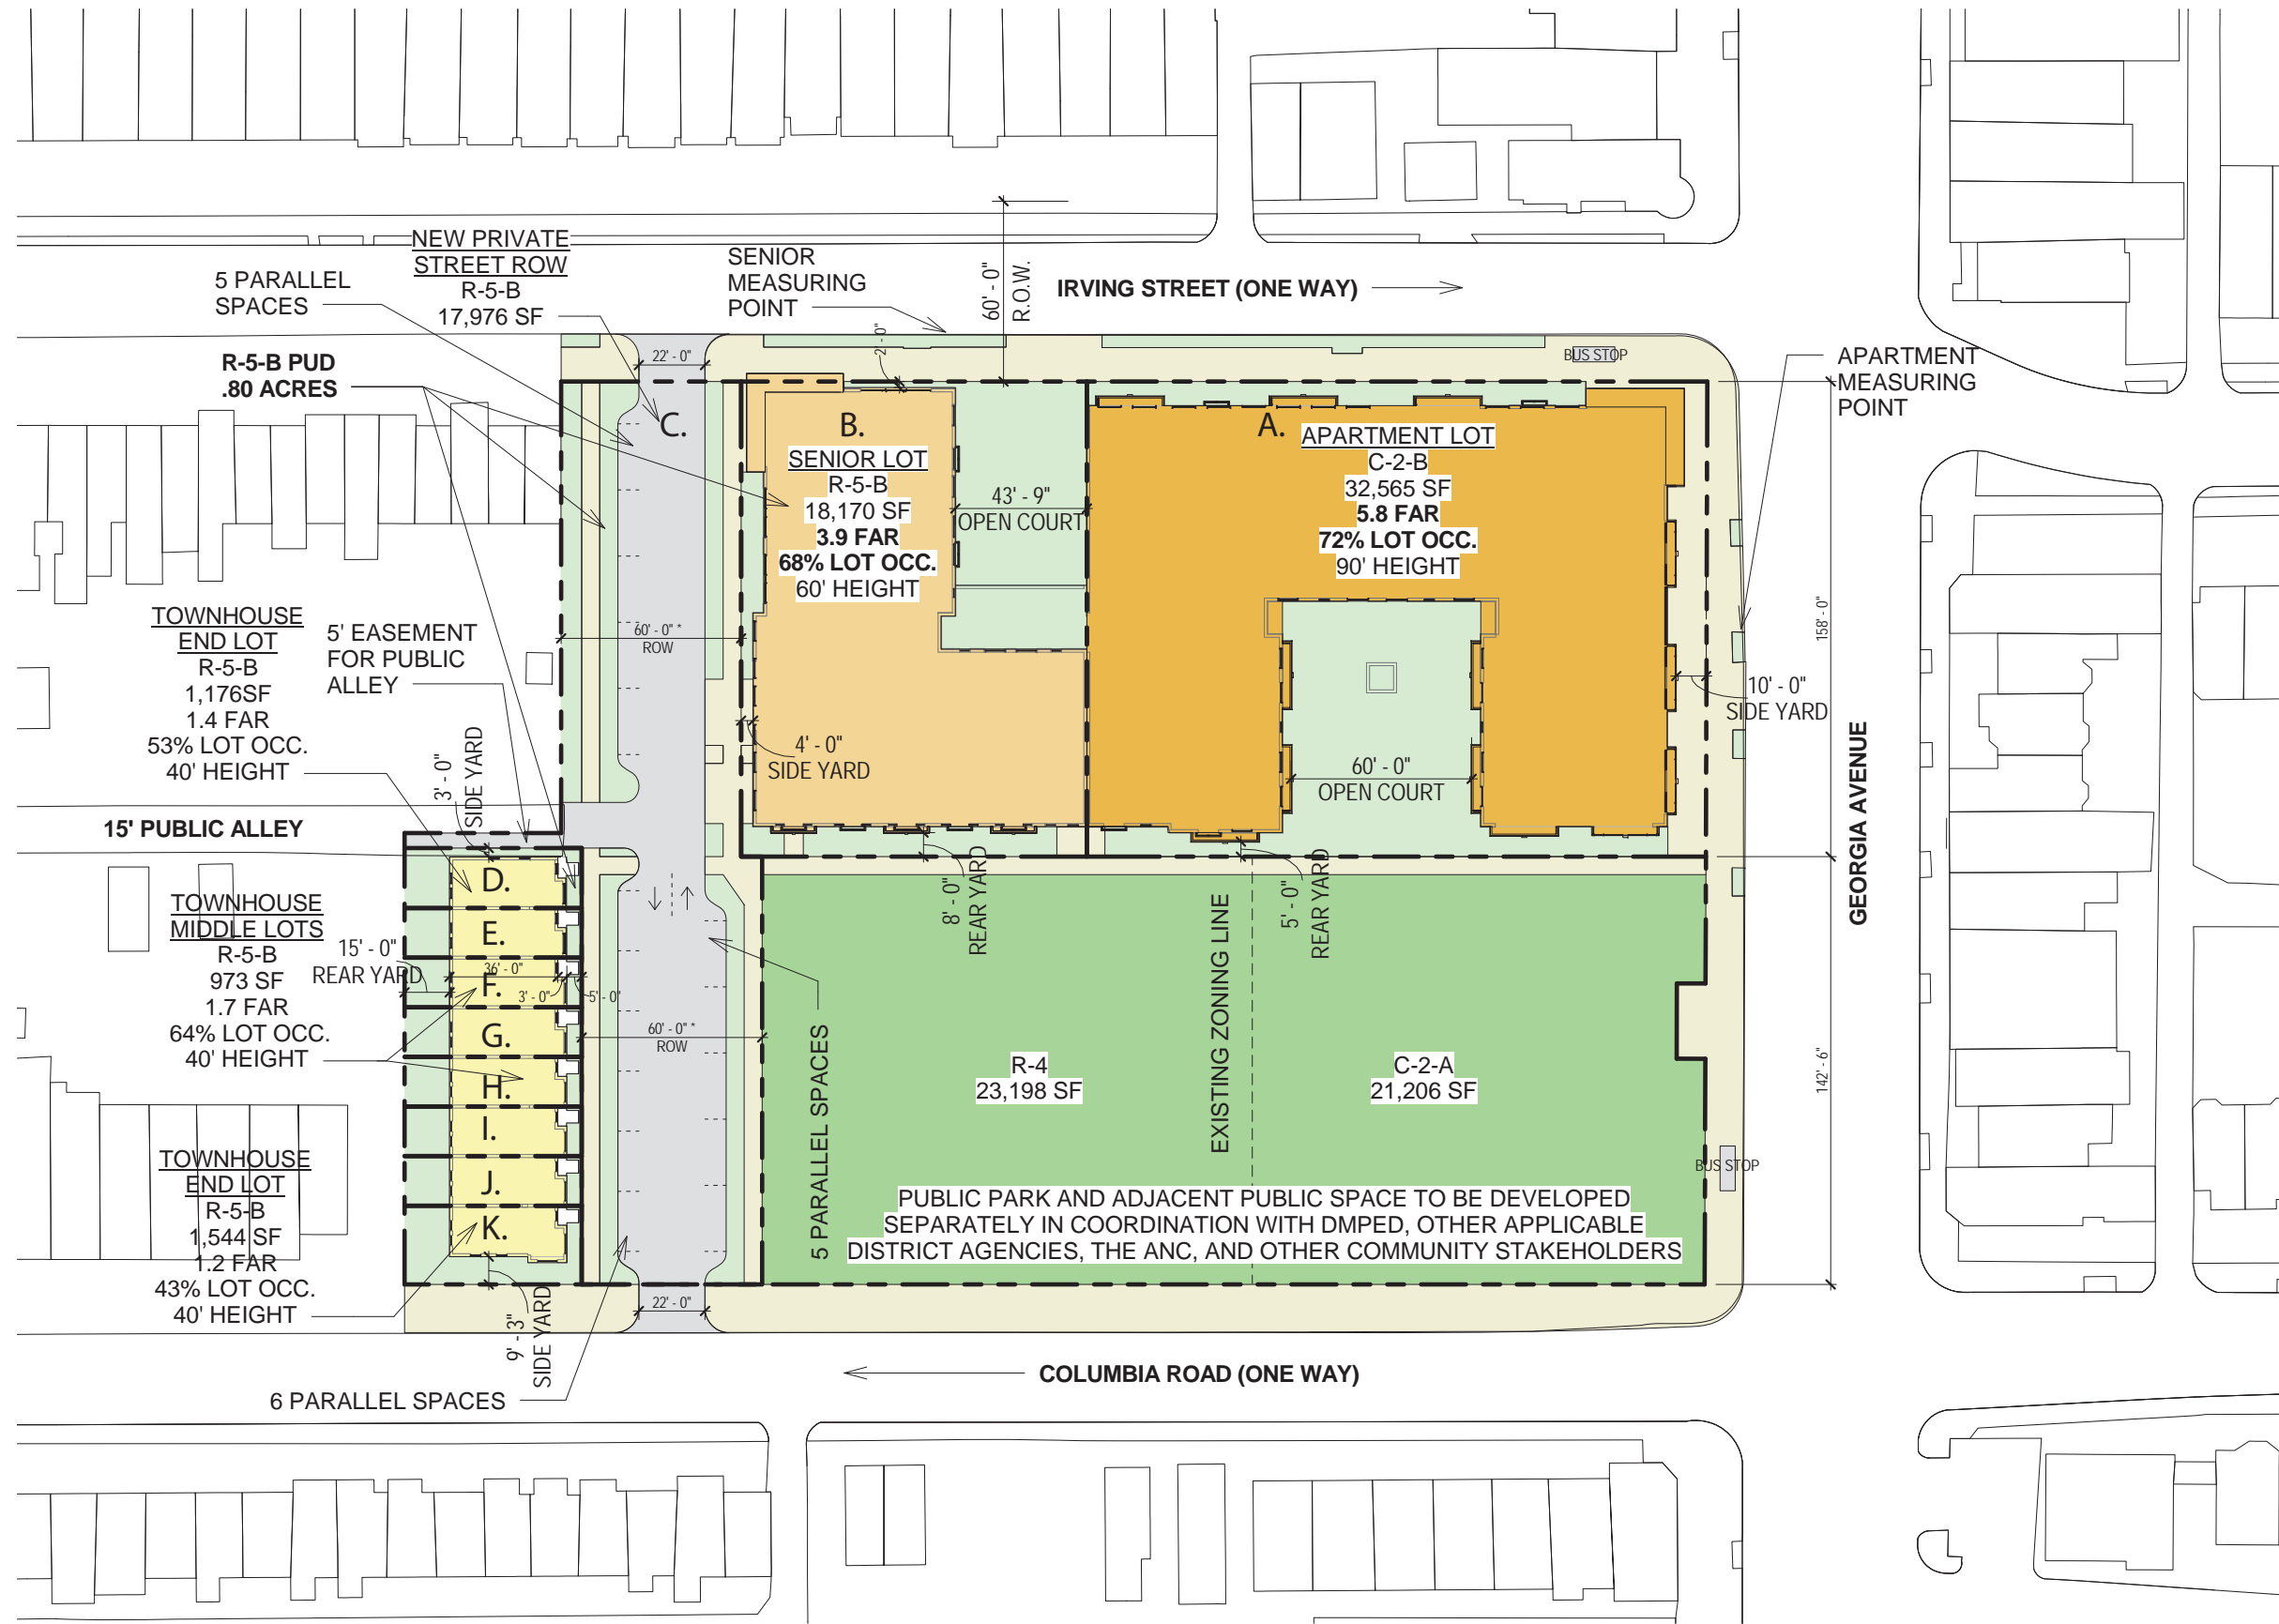 NEW PRIVATE
STREET ROW
R-5-B
17,976 SF
5 PARALLEL
SPACES
SENIOR
MEASURING
POINT
60' - 0"
R.O.W.
IRVING STREET (ONE WAY)
R-5-B PUD
.80 ACRES
22' - 0"
2' - 0"
BUS STOP
APARTMENT
MEASURING
POINT
C.
B.
SENIOR LOT
R-5-B
18,170 SF
3.9 FAR
68% LOT OCC.
60' HEIGHT
43' - 9"
OPEN COURT
A.
APARTMENT LOT
C-2-B
32,565 SF
5.8 FAR
72% LOT OCC.
90' HEIGHT
158' - 0"
TOWNHOUSE
END LOT
R-5-B
1,176SF
1.4 FAR
53% LOT OCC.
40' HEIGHT
5' EASEMENT
FOR PUBLIC
ALLEY
60' - 0" *
ROW
4' - 0"
SIDE YARD
60' - 0"
OPEN COURT
10' - 0"
SIDE YARD
GEORGIA AVENUE
3' - 0"
SIDE YARD
15' PUBLIC ALLEY
8' - 0"
REAR YARD
5' - 0"
REAR YARD
TOWNHOUSE
MIDDLE LOTS
R-5-B
973 SF
1.7 FAR
64% LOT OCC.
40' HEIGHT
15' - 0"
REAR YARD
D.
E.
36' - 0"
F.
3' - 0"
5' - 0"
G.
H.
I.
J.
K.
60' - 0" *
ROW
5 PARALLEL SPACES
EXISTING ZONING LINE
R-4
23,198 SF
C-2-A
21,206 SF
142' - 6"
BUS STOP
PUBLIC PARK AND ADJACENT PUBLIC SPACE TO BE DEVELOPED
SEPARATELY IN COORDINATION WITH DMPED, OTHER APPLICABLE
DISTRICT AGENCIES, THE ANC, AND OTHER COMMUNITY STAKEHOLDERS
TOWNHOUSE
END LOT
R-5-B
1,544 SF
1.2 FAR
43% LOT OCC.
40' HEIGHT
9' - 3"
SIDE YARD
22' - 0"
COLUMBIA ROAD (ONE WAY)
6 PARALLEL SPACES